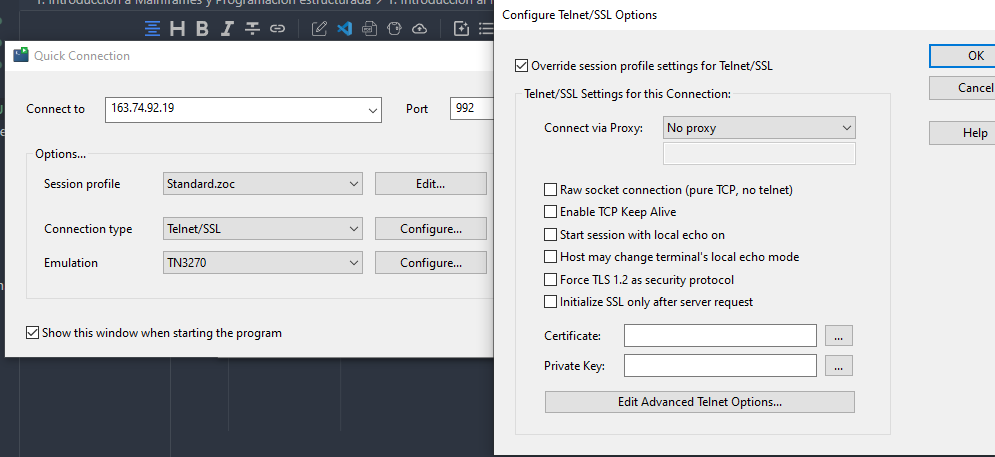 1. Introducción a Mainframes y Programación estructurada > 1. Introducción al
H B I T
Quick Connection
Connect to 163.74.92.19 Port 992
Options...
Session profile Standard.zoc Edit...
Connection type Telnet/SSL Configure...
Emulation TN3270 Configure...
Show this window when starting the program
Configure Telnet/SSL Options
Override session profile settings for Telnet/SSL
OK
Cancel
Help
Telnet/SSL Settings for this Connection:
Connect via Proxy: No proxy
Raw socket connection (pure TCP, no telnet)
Enable TCP Keep Alive
Start session with local echo on
Host may change terminal's local echo mode
Force TLS 1.2 as security protocol
Initialize SSL only after server request
Certificate: ...
Private Key: ...
Edit Advanced Telnet Options...